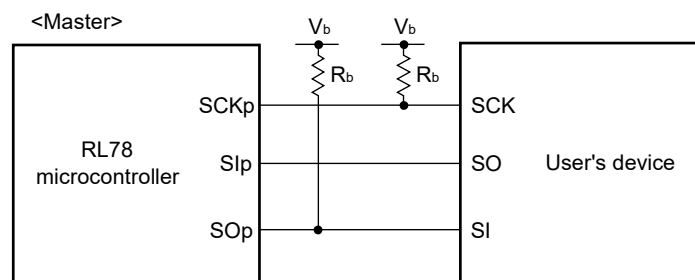 <Master>
Vb Vb
Rb Rb
SCKp SCK
RL78
microcontroller
SIp SO
User's device
SOp SI